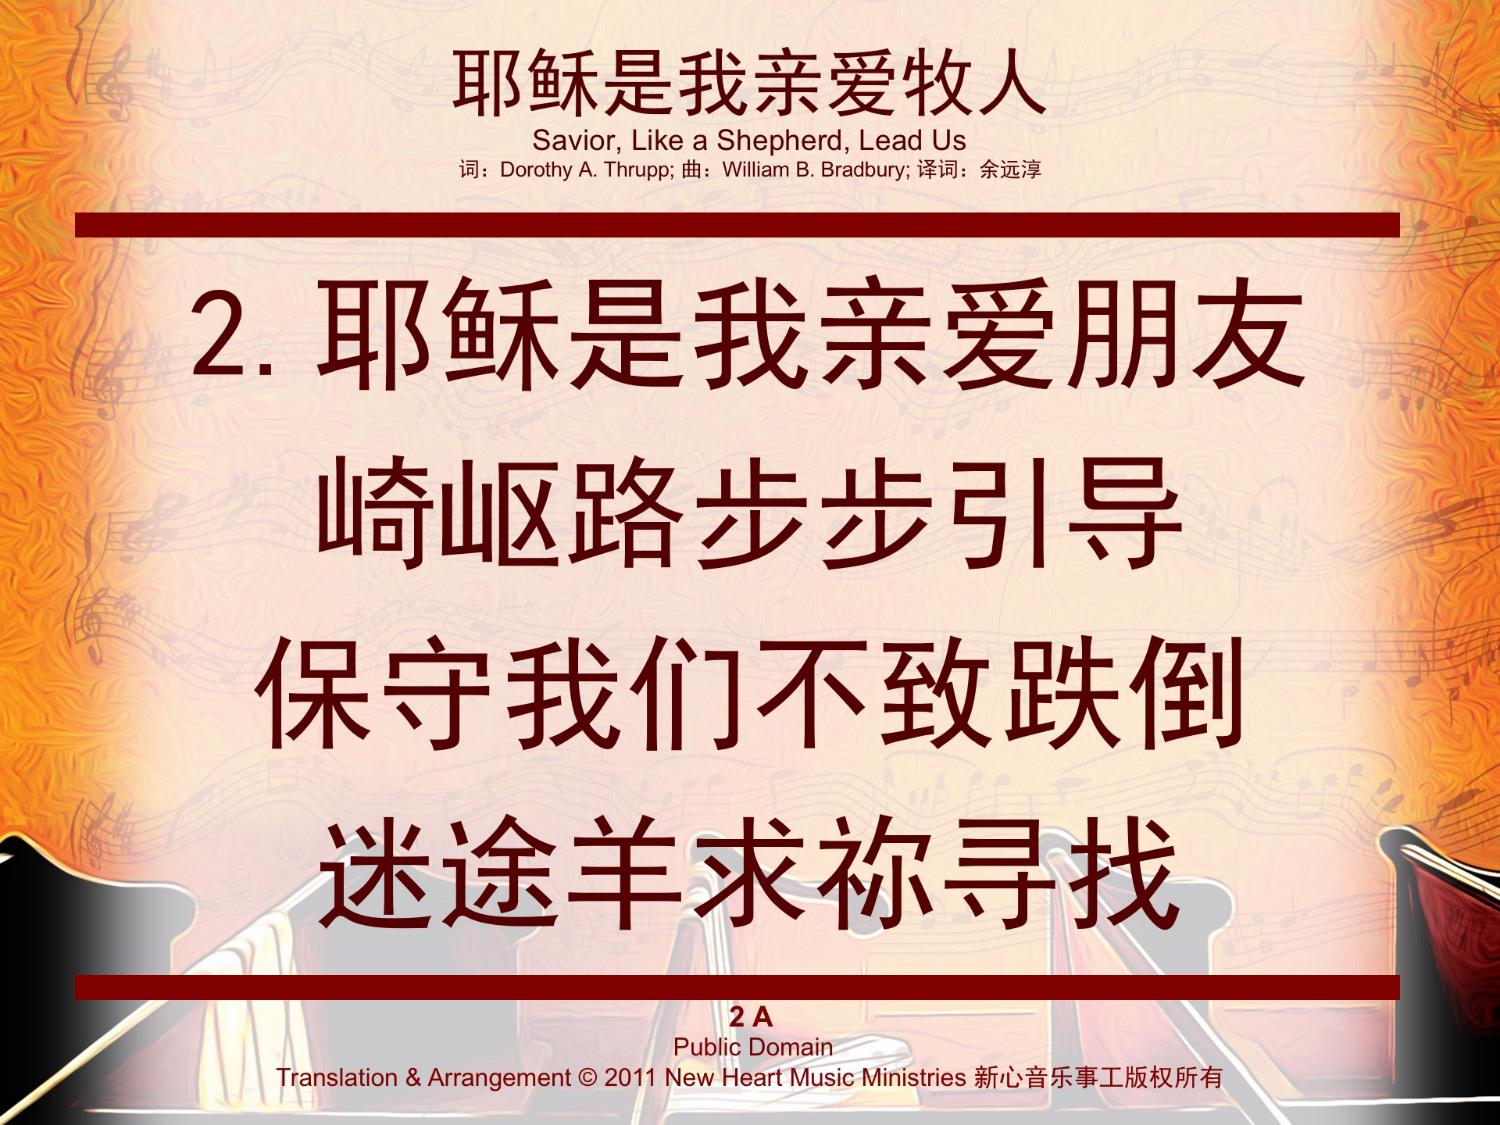 耶稣是我亲爱牧人
Savior, Like a Shepherd, Lead Us
词：Dorothy A. Thrupp; 曲：William B. Bradbury; 译词：余远淳
2. 耶稣是我亲爱朋友
崎岖路步步引导
保守我们不致跌倒
迷途羊求祢寻找
2 A
Public Domain
Translation & Arrangement © 2011 New Heart Music Ministries 新心音乐事工版权所有